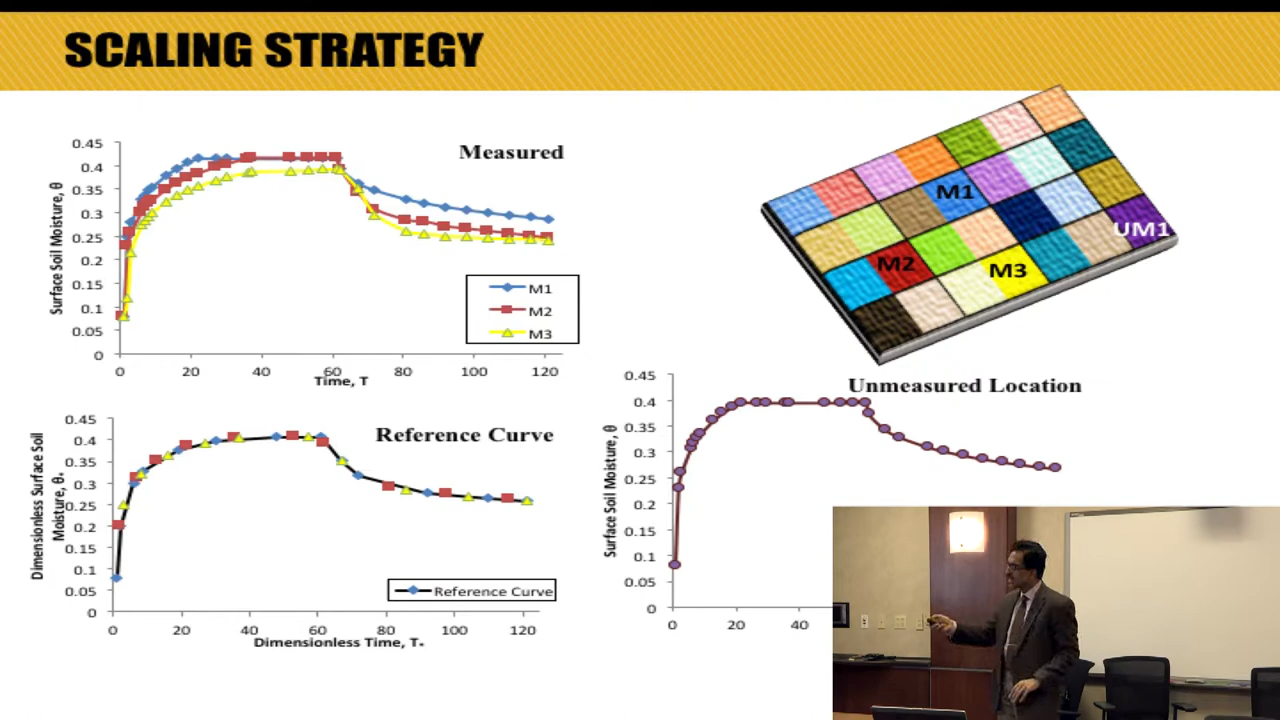 SCALING STRATEGY
Measured
Surface Soil Moisture, θ
0.45
0.4
0.35
0.3
0.25
0.2
0.15
0.1
0.05
0
0 20 40 60 80 100 120
Time, T
M1
M2
M3
M1
M2
M3
UM1
Reference Curve
Dimensionless Surface Soil
Moisture, θ*
0.45
0.4
0.35
0.3
0.25
0.2
0.15
0.1
0.05
0
0 20 40 60 80 100 120
Dimensionless Time, T*
Reference Curve
Unmeasured Location
Surface Soil Moisture, θ
0.45
0.4
0.35
0.3
0.25
0.2
0.15
0.1
0.05
0
0 20 40